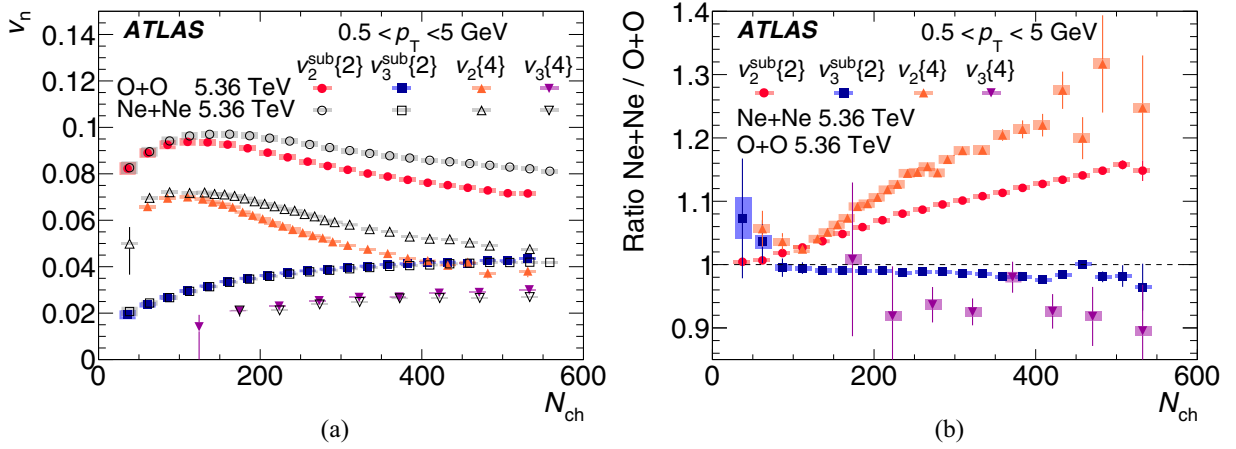 ATLAS 0.5 < p_T < 5 GeV
v_2^sub{2} v_3^sub{2} v_2{4} v_3{4}
O+O 5.36 TeV
Ne+Ne 5.36 TeV
v_n
0.14
0.12
0.1
0.08
0.06
0.04
0.02
0
0 200 400 600
N_ch
(a)
ATLAS 0.5 < p_T < 5 GeV
v_2^sub{2} v_3^sub{2} v_2{4} v_3{4}
Ne+Ne 5.36 TeV
O+O 5.36 TeV
Ratio Ne+Ne / O+O
1.4
1.3
1.2
1.1
1
0.9
0 200 400 600
N_ch
(b)